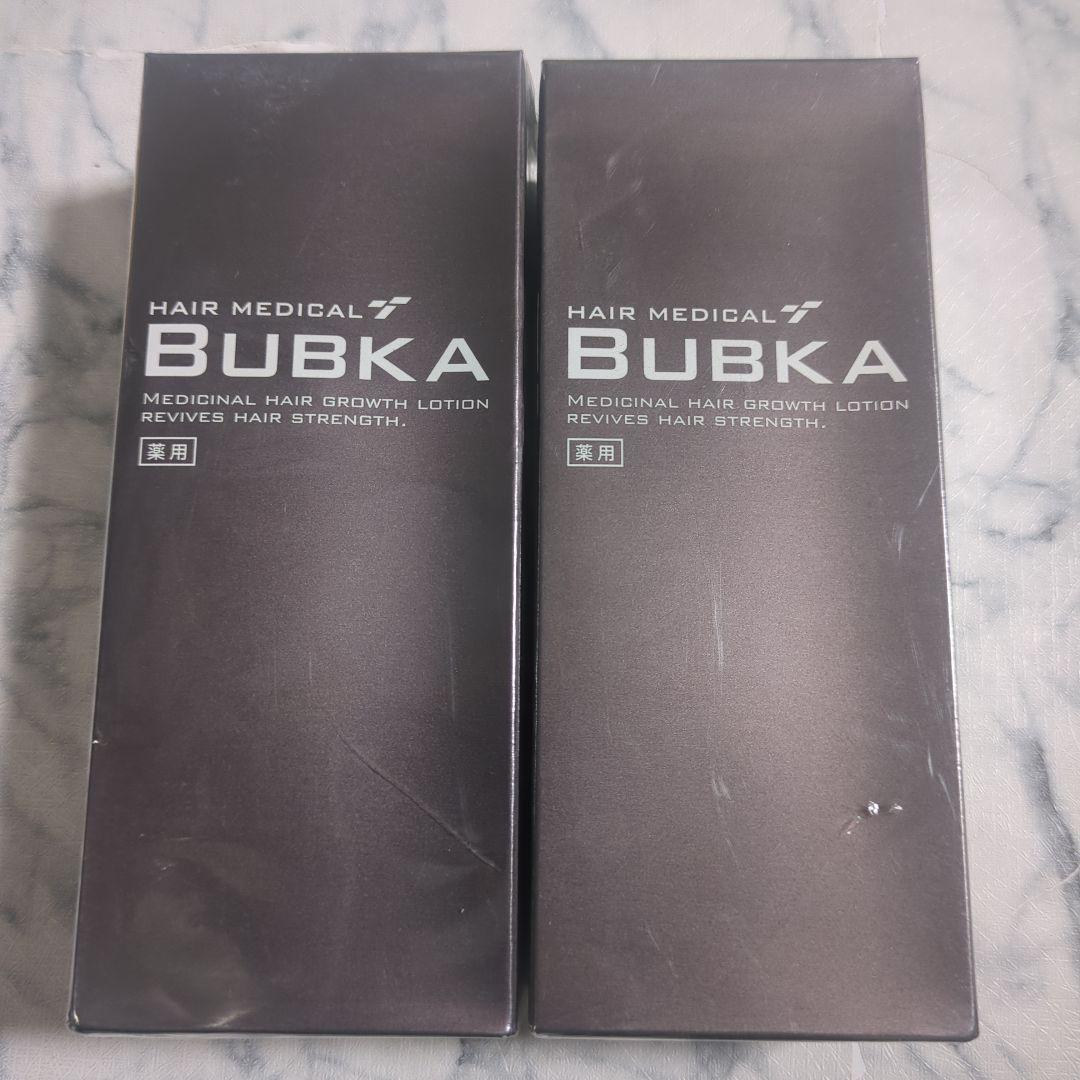 HAIR MEDICAL
BUBKA
MEDICINAL HAIR GROWTH LOTION
REVIVES HAIR STRENGTH.
薬用
HAIR MEDICAL
BUBKA
MEDICINAL HAIR GROWTH LOTION
REVIVES HAIR STRENGTH.
薬用